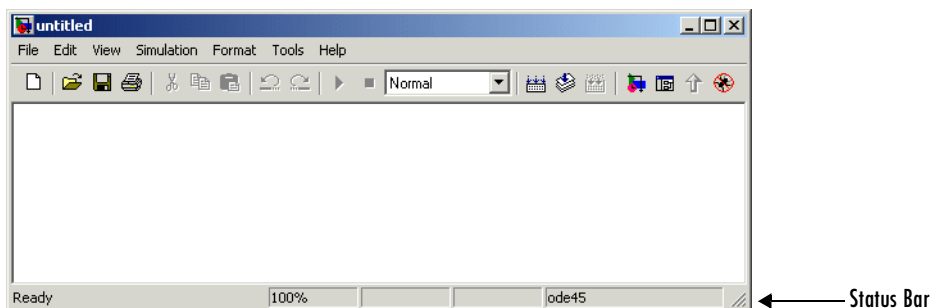 untitled
File Edit View Simulation Format Tools Help
Normal
Ready 100% ode45
Status Bar